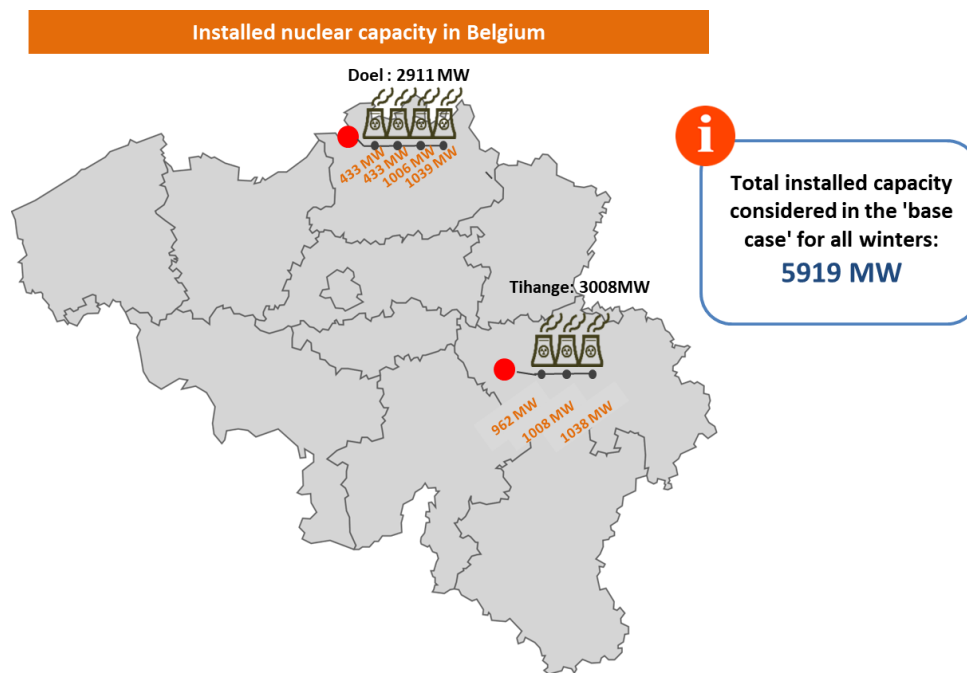 Installed nuclear capacity in Belgium
Doel : 2911 MW
433 MW
433 MW
1006 MW
1039 MW
i
Total installed capacity
considered in the 'base
case' for all winters:
5919 MW
Tihange: 3008MW
962 MW
1008 MW
1038 MW